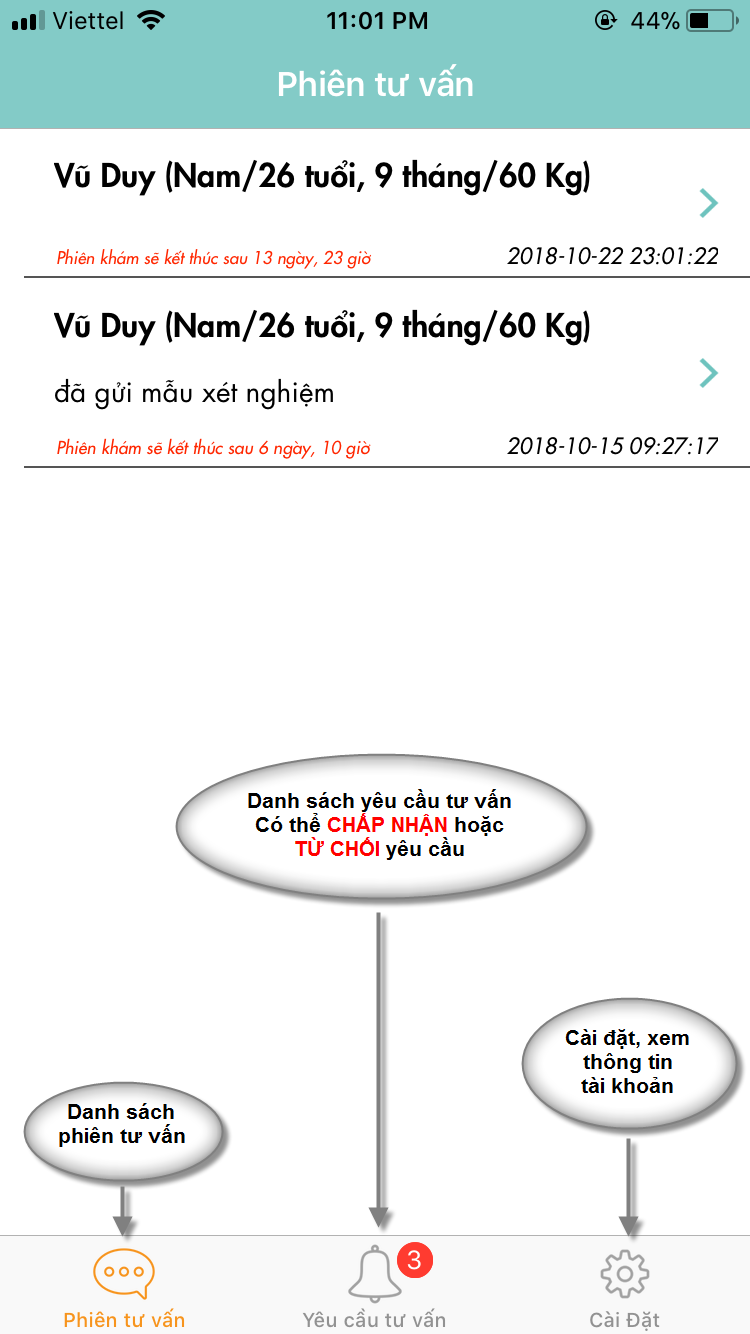 Viettel 11:01 PM 44%
Phiên tư vấn
Vũ Duy (Nam/26 tuổi, 9 tháng/60 Kg)
Phiên khám sẽ kết thúc sau 13 ngày, 23 giờ 2018-10-22 23:01:22
Vũ Duy (Nam/26 tuổi, 9 tháng/60 Kg)
đã gửi mẫu xét nghiệm
Phiên khám sẽ kết thúc sau 6 ngày, 10 giờ 2018-10-15 09:27:17
Danh sách yêu cầu tư vấn
Có thể CHẤP NHẬN hoặc
TỪ CHỐI yêu cầu
Cài đặt, xem
thông tin
tài khoản
Danh sách
phiên tư vấn
3
Phiên tư vấn Yêu cầu tư vấn Cài Đặt